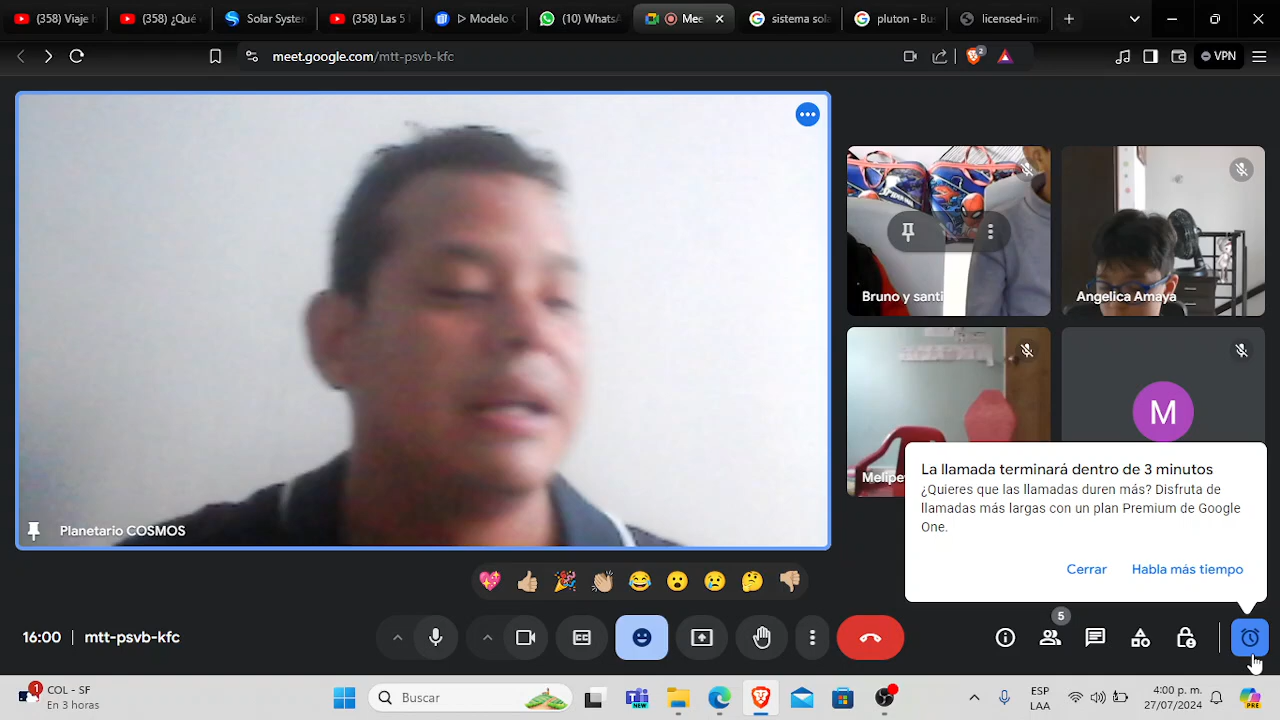 (358) Viaje H
(358) ¿Qué
Solar System
(358) Las 5
Modelo C
(10) WhatsA
Mee
sistema sola
pluton - Bus
licensed-im
meet.google.com/mtt-psvb-kfc
2
VPN
Planetario COSMOS
Bruno y santi
Angelica Amaya
M
La llamada terminará dentro de 3 minutos
¿Quieres que las llamadas duren más? Disfruta de
llamadas más largas con un plan Premium de Google
One.
Cerrar
Habla más tiempo
16:00
mtt-psvb-kfc
5
1
COL - SF
En 3 horas
Buscar
NEW
ESP
LAA
4:00 p. m.
27/07/2024
PRE